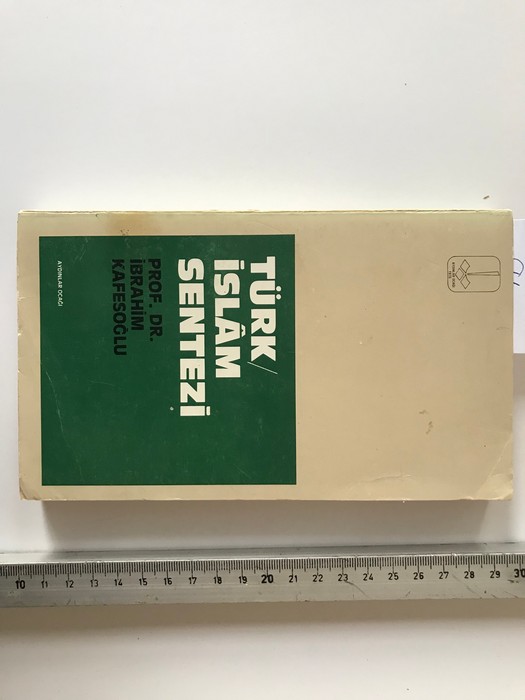 TÜRK/
İSLÂM
SENTEZİ
PROF. DR.
İBRAHİM
KAFESOĞLU
AYDINLAR OCAĞI
10 11 12 13 14 15 16 17 18 19 20 21 22 23 24 25 26 27 28 29 30